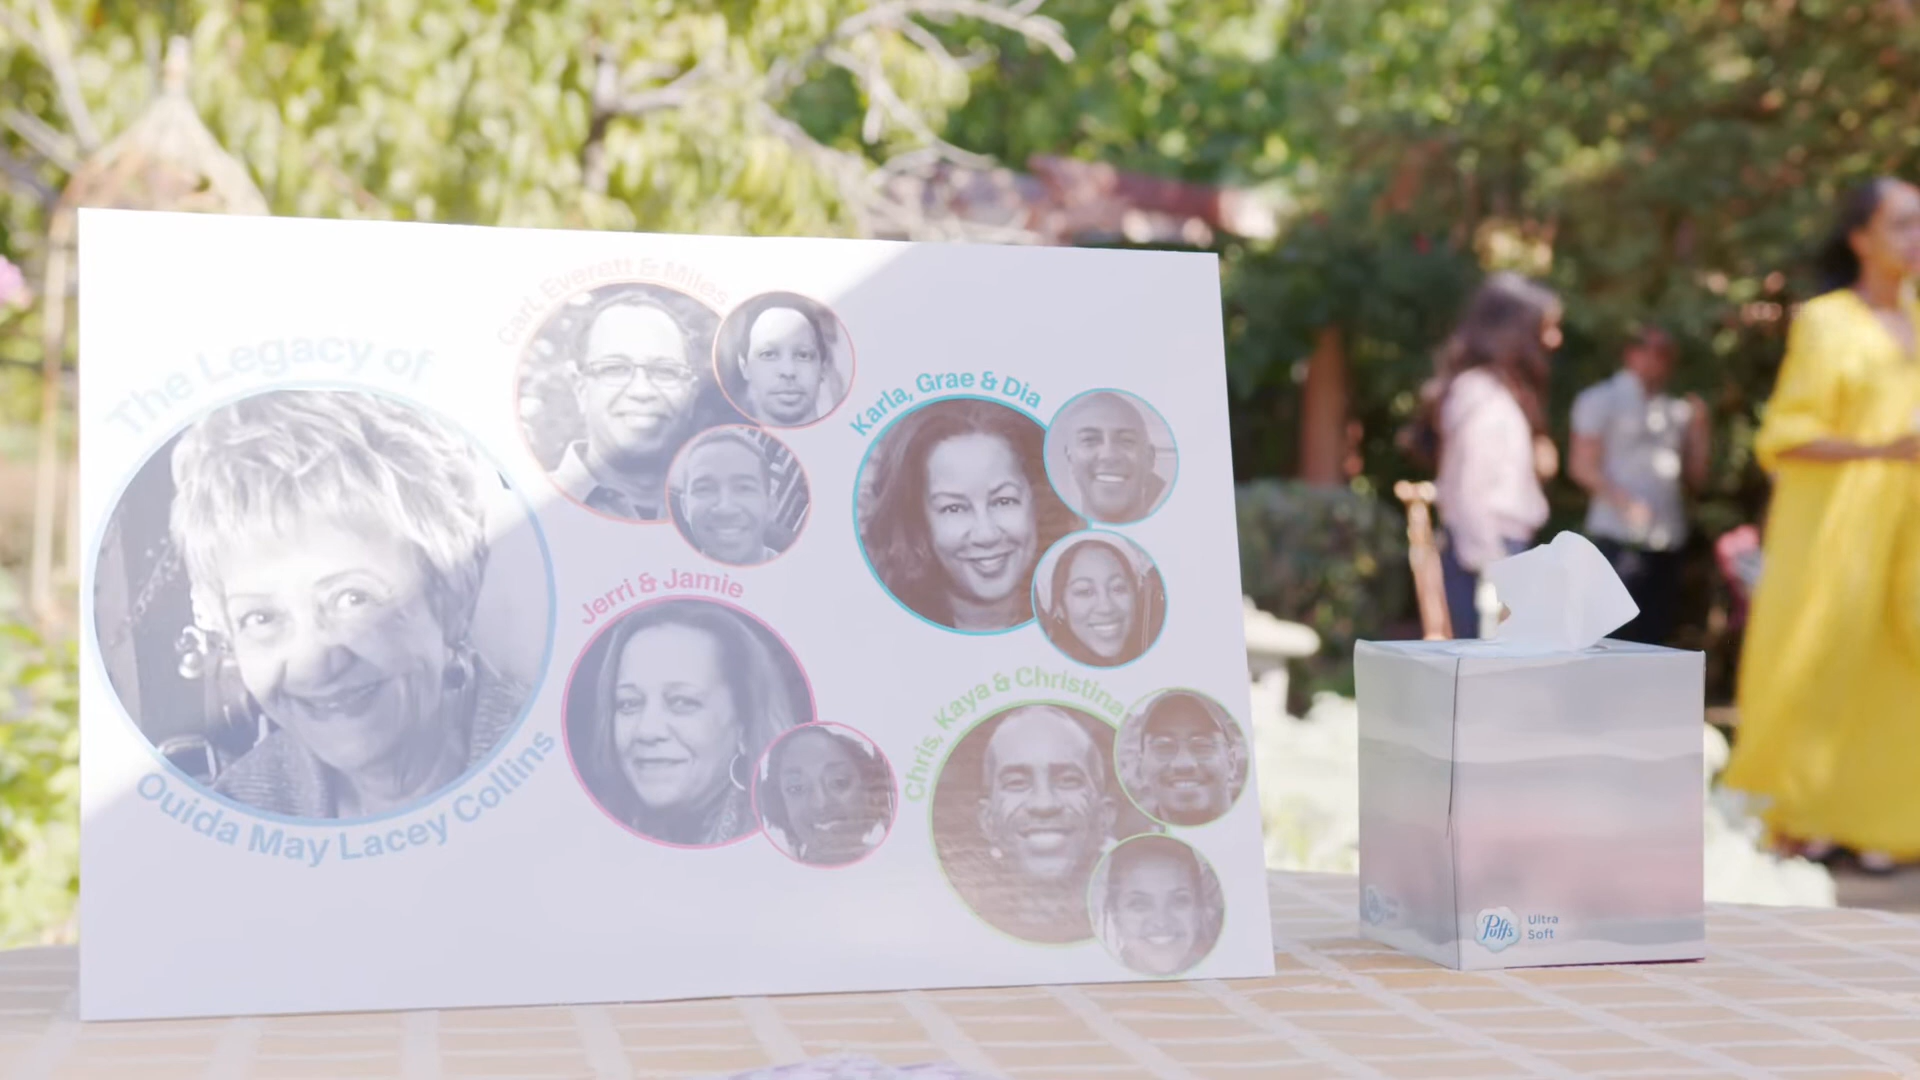 The Legacy of
Ouida May Lacey Collins
Carl, Everett & Miles
Jerri & Jamie
Karla, Grae & Dia
Chris, Kaya & Christina
Puffs
Ultra
Soft